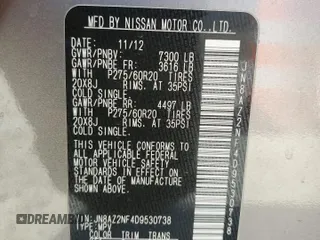 MFD BY NISSAN MOTOR CO.,LTD.
11/12
GVWR/PNBV: 7300 LB
GAWR/PNBE FR: 3616 LB
WITH P275/60R20 TIRES
20X8J RIMS. AT 35PSI
COLD SINGLE.
GAWR/PNBE RR: 4497 LB
WITH P275/60R20 TIRES
20X8J RIMS. AT 35PSI
COLD SINGLE.
THIS VEHICLE CONFORMS TO
ALL APPLICABLE FEDERAL
MOTOR VEHICLE SAFETY
STANDARDS IN EFFECT ON
THE DATE OF MANUFACTURE
SHOWN ABOVE.
JN8AZ2NF4D9530738
TYPE:MPV
COLOR TRIM TRANS
JN8AZ2NF4D9530738